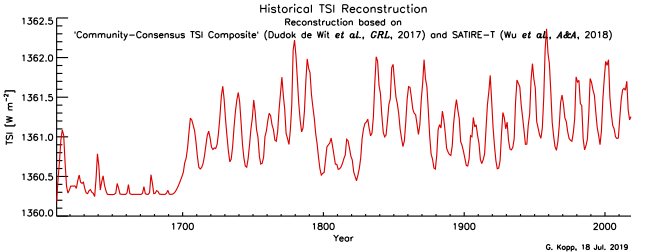 Historical TSI Reconstruction
Reconstruction based on
'Community-Consensus TSI Composite' (Dudok de Wit et al., GRL, 2017) and SATIRE-T (Wu et al., A&A, 2018)
1362.5
1362.0
1361.5
1361.0
1360.5
1360.0
TSI [W m⁻²]
1700
1800
1900
2000
Year
G. Kopp, 18 Jul. 2019